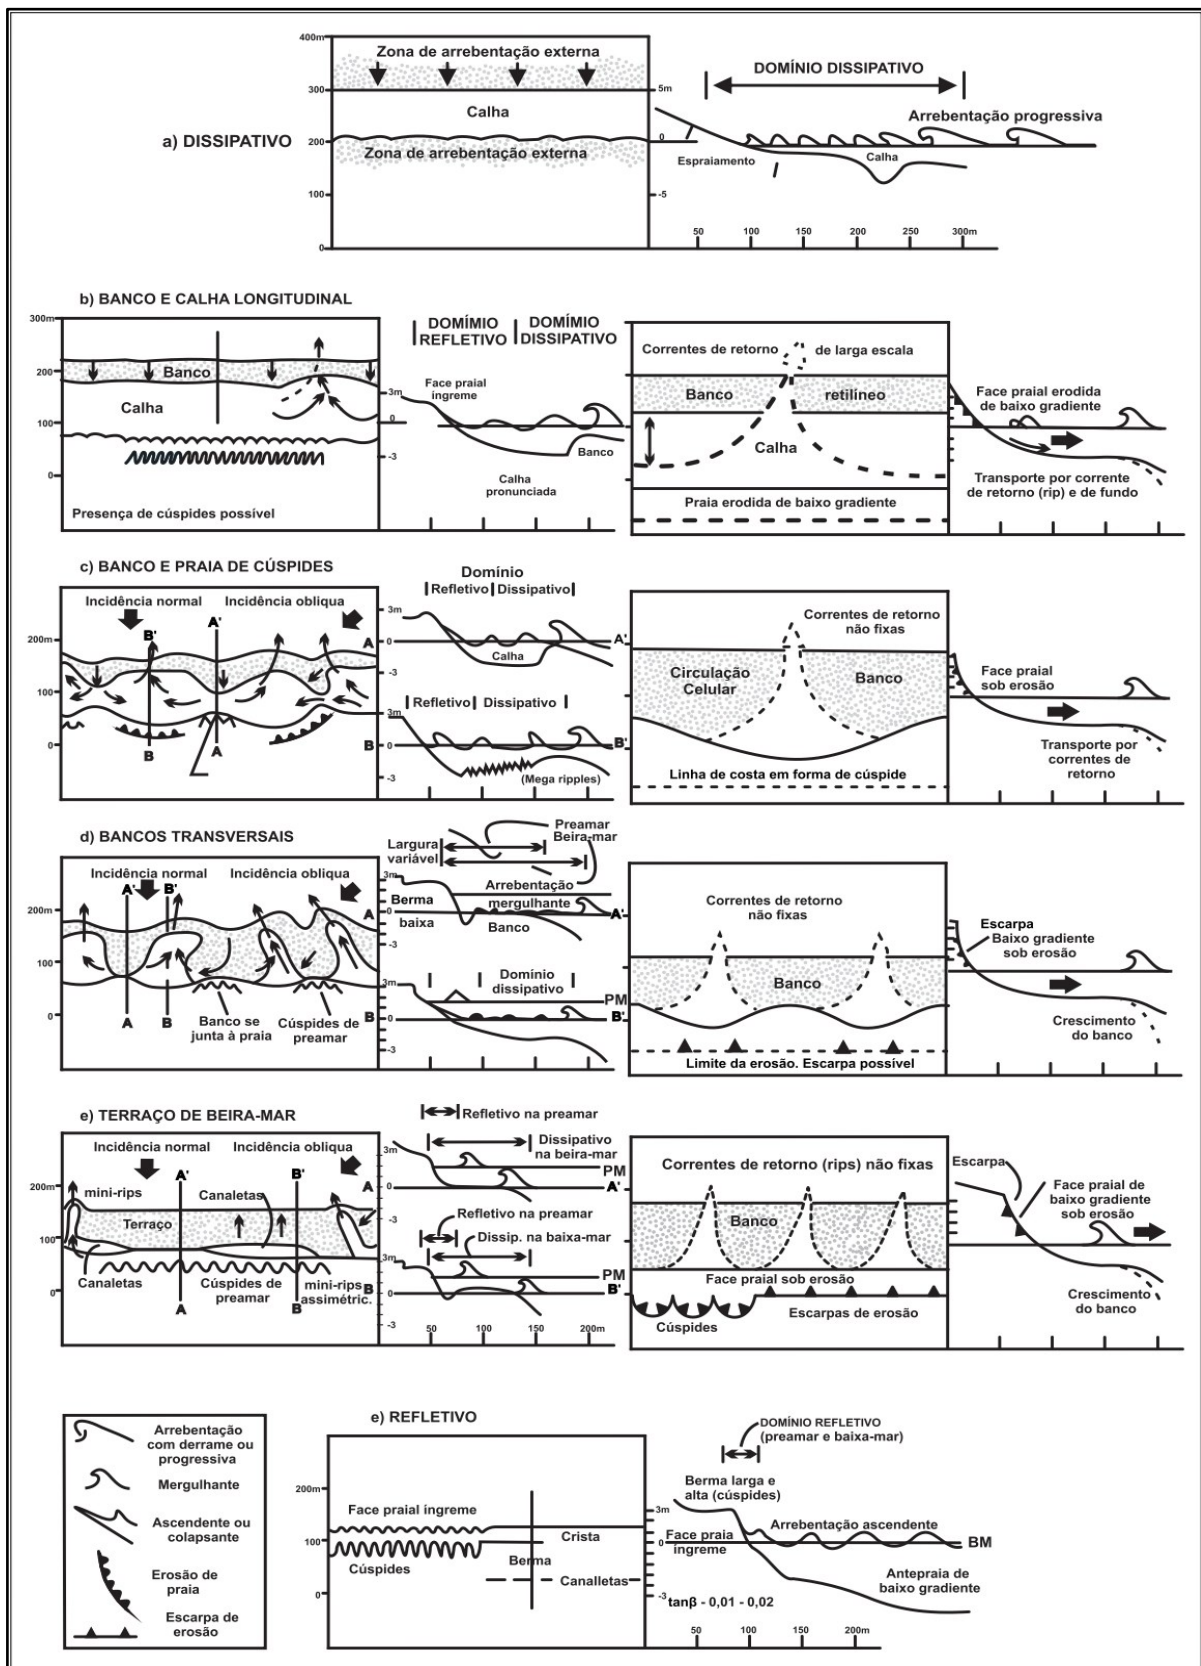 a) DISSIPATIVO
400m
300
200
100
0
Zona de arrebentação externa
Calha
Zona de arrebentação externa
5m
0
-5
DOMÍNIO DISSIPATIVO
Arrebentação progressiva
Espraiamento
Calha
50 100 150 200 250 300m
b) BANCO E CALHA LONGITUDINAL
300m
200
100
0
Banco
Calha
Presença de cúspides possível
3m
0
-3
DOMÍMIO
REFLETIVO
DOMÍMIO
DISSIPATIVO
Face praial
ingreme
Banco
Calha
pronunciada
Correntes de retorno
de larga escala
Banco
retilíneo
Calha
Praia erodida de baixo gradiente
Face praial erodida
de baixo gradiente
Transporte por corrente
de retorno (rip) e de fundo
c) BANCO E PRAIA DE CÚSPIDES
200m
100
0
Incidência normal
Incidência obliqua
B'
A'
B
A
A
B
3m
0
-3
3m
0
-3
Domínio
Refletivo
Dissipativo
Calha
A'
Refletivo
Dissipativo
B'
(Mega ripples)
Correntes de retorno
não fixas
Circulação
Celular
Banco
Linha de costa em forma de cúspide
Face praial
sob erosão
Transporte por
correntes de
retorno
d) BANCOS TRANSVERSAIS
200m
100
0
Incidência normal
Incidência obliqua
A'
B'
A
B
Banco se
junta à praia
Cúspides de
preamar
A
B
3m
0
-3
3m
0
-3
Largura
variável
Preamar
Beira-mar
Berma
baixa
Arrebentação
mergulhante
Banco
A'
Domínio
dissipativo
PM
B'
Correntes de retorno
não fixas
Banco
Limite da erosão. Escarpa possível
Escarpa
Baixo gradiente
sob erosão
Crescimento
do banco
e) TERRAÇO DE BEIRA-MAR
200m
100
0
Incidência normal
Incidência obliqua
A'
B'
mini-rips
Canaletas
Terraço
Canaletas
Cúspides de
preamar
mini-rips
assimétric.
A
B
A
B
3m
0
-3
3m
0
-3
Refletivo na preamar
Dissipativo
na beira-mar
PM
A'
Refletivo na preamar
Dissip. na baixa-mar
PM
B'
50 100 150 200m
Correntes de retorno (rips) não fixas
Banco
Face praial sob erosão
Cúspides
Escarpas de erosão
Escarpa
Face praial de
baixo gradiente
sob erosão
Crescimento
do banco
Arrebentação
com derrame ou
progressiva
Mergulhante
Ascendente ou
colapsante
Erosão de
praia
Escarpa de
erosão
e) REFLETIVO
200m
100
0
Face praial íngreme
Cúspides
Crista
Berma
Canalletas
DOMÍNIO REFLETIVO
(preamar e baixa-mar)
Berma larga e
alta (cúspides)
3m
0
-3
Face praia
ingreme
Arrebentação ascendente
BM
Antepraia de
baixo gradiente
tanβ - 0,01 - 0,02
50 100 150 200m